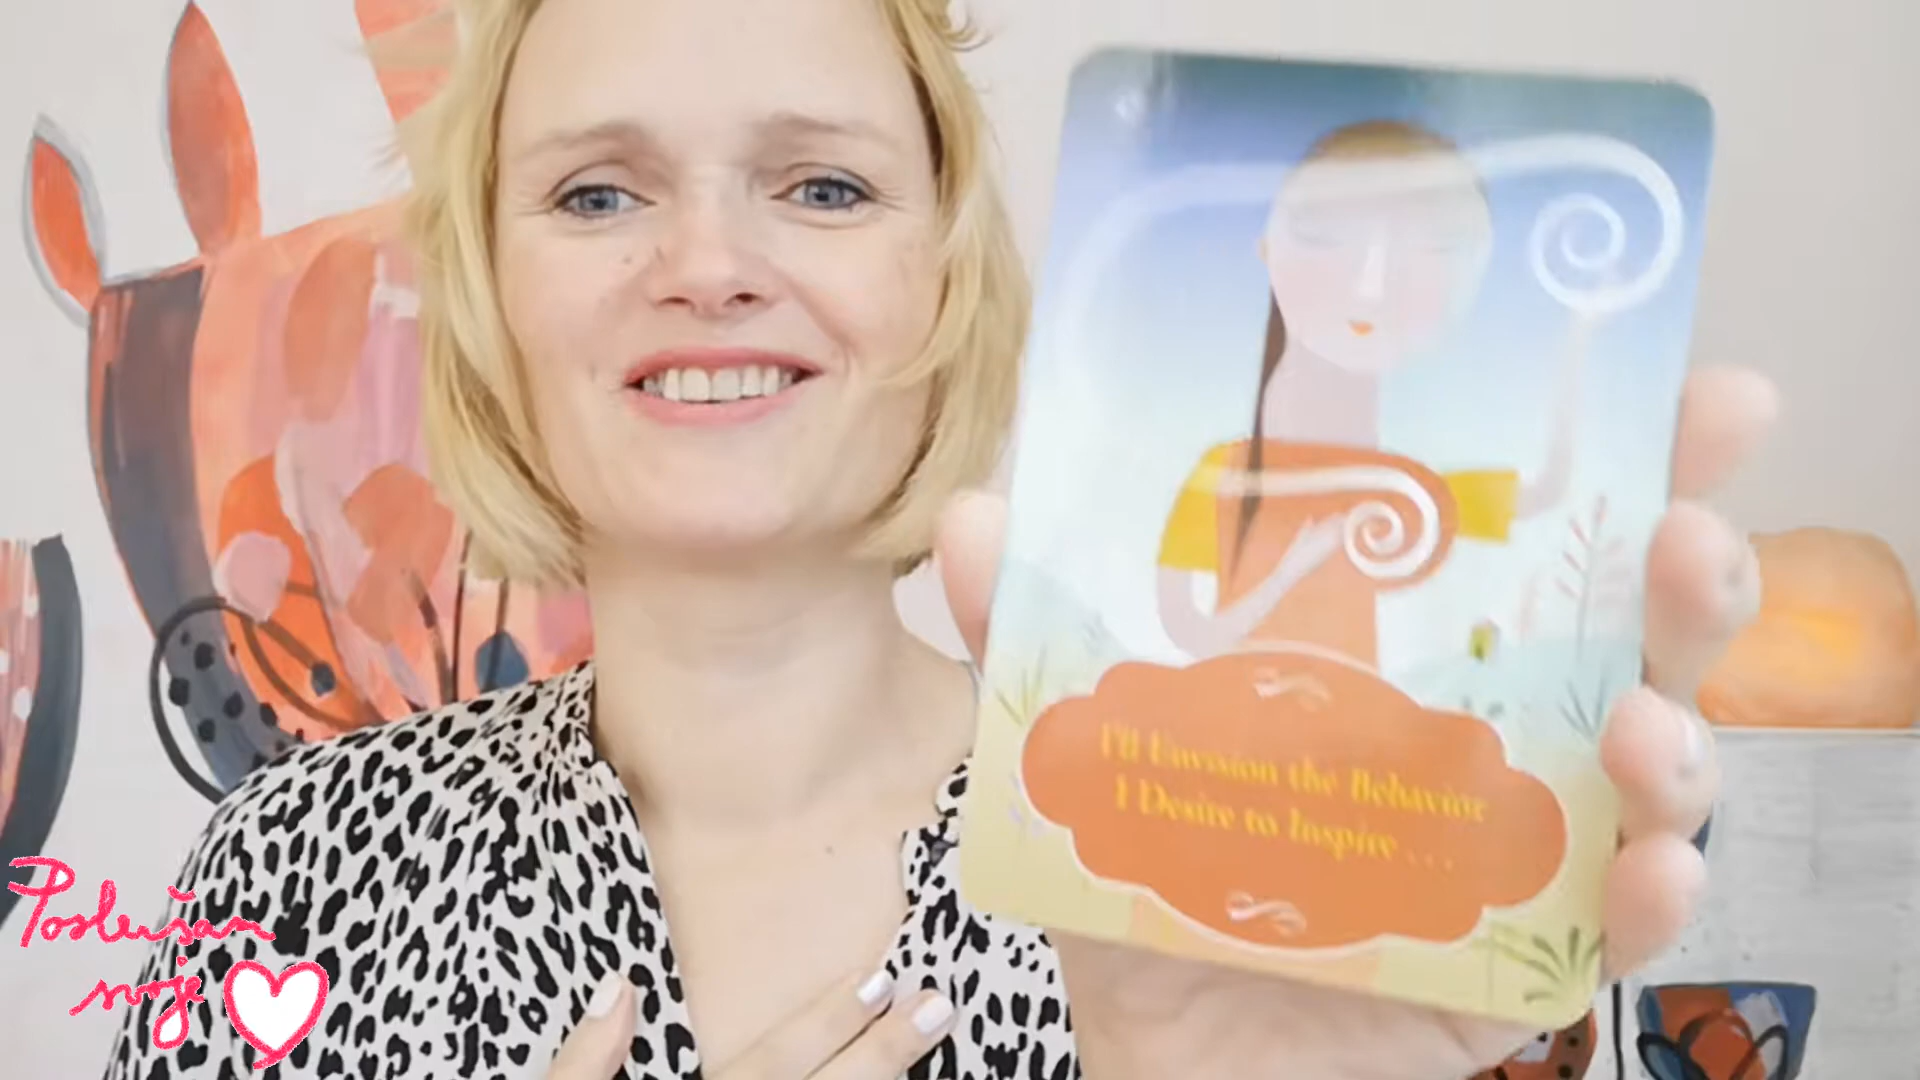 I'll Envision the Behavior
I Desire to Inspire . . .
Poslušam
svoje